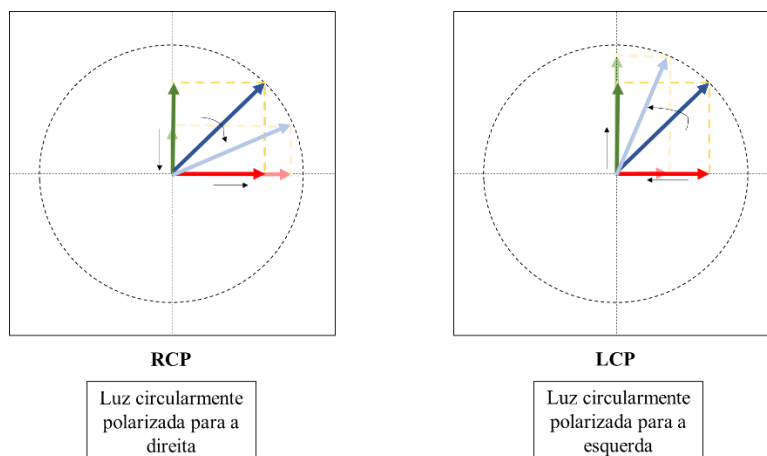 RCP
Luz circularmente
polarizada para a
direita
LCP
Luz circularmente
polarizada para a
esquerda